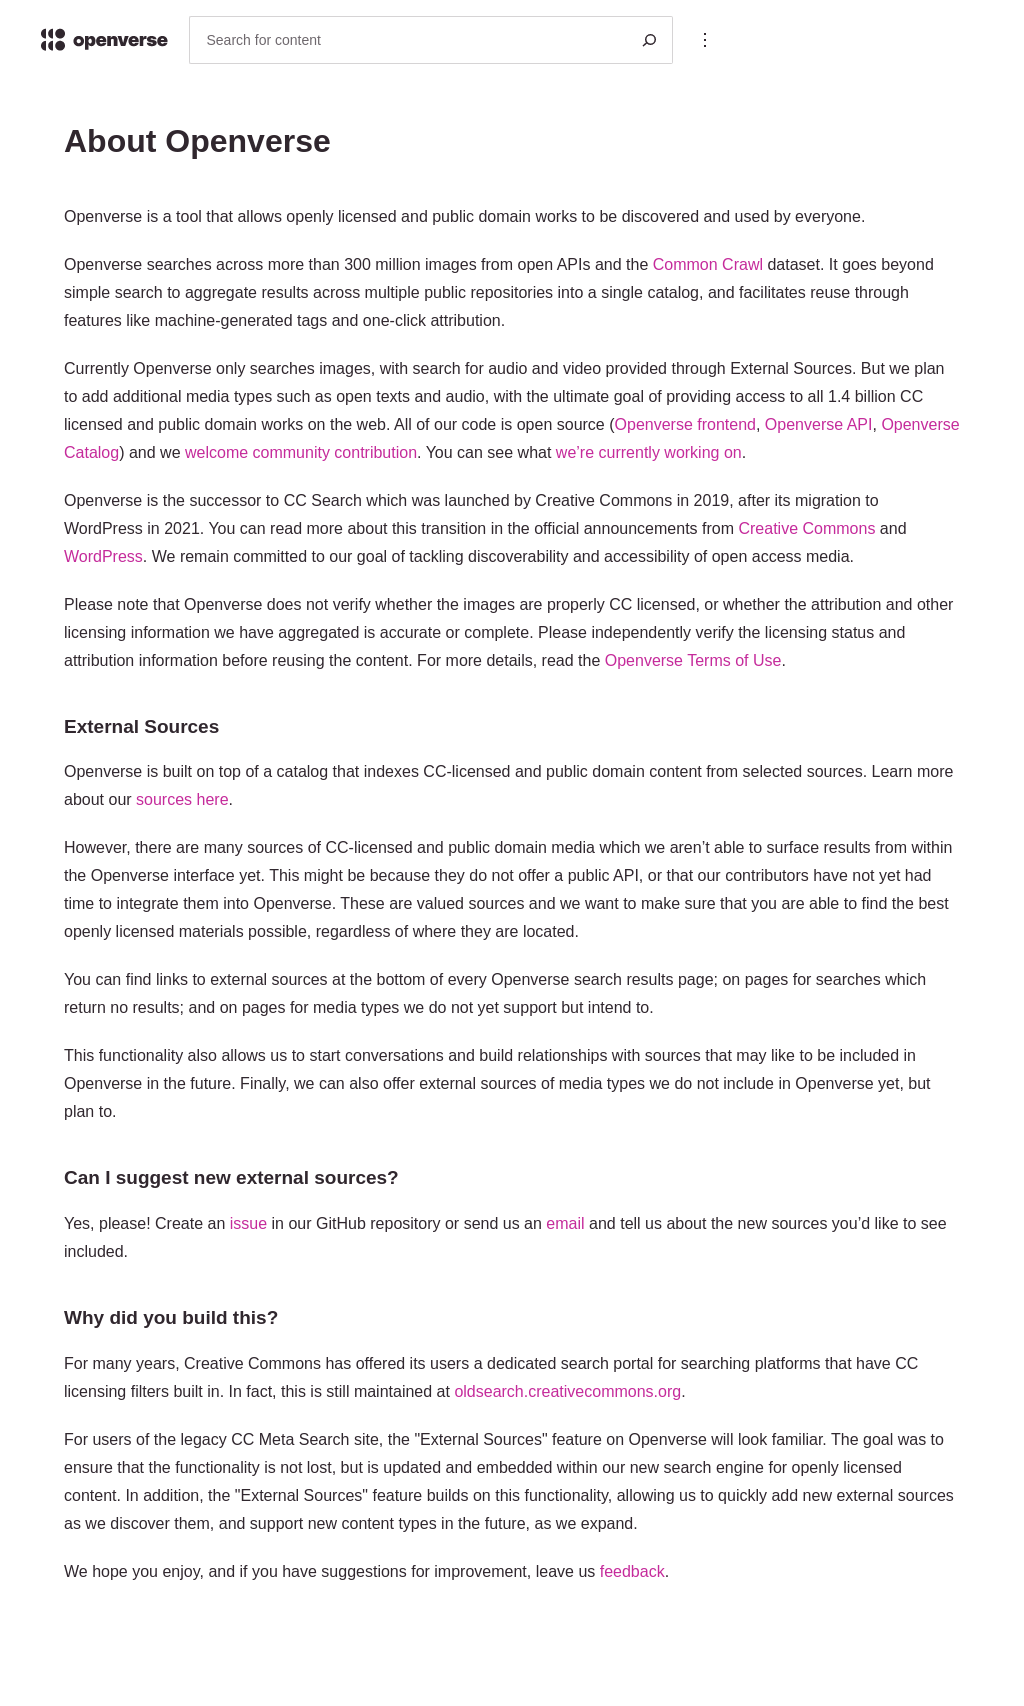 openverse
Search for content
About Openverse
Openverse is a tool that allows openly licensed and public domain works to be discovered and used by everyone.
Openverse searches across more than 300 million images from open APIs and the Common Crawl dataset. It goes beyond
simple search to aggregate results across multiple public repositories into a single catalog, and facilitates reuse through
features like machine-generated tags and one-click attribution.
Currently Openverse only searches images, with search for audio and video provided through External Sources. But we plan
to add additional media types such as open texts and audio, with the ultimate goal of providing access to all 1.4 billion CC
licensed and public domain works on the web. All of our code is open source (Openverse frontend, Openverse API, Openverse
Catalog) and we welcome community contribution. You can see what we’re currently working on.
Openverse is the successor to CC Search which was launched by Creative Commons in 2019, after its migration to
WordPress in 2021. You can read more about this transition in the official announcements from Creative Commons and
WordPress. We remain committed to our goal of tackling discoverability and accessibility of open access media.
Please note that Openverse does not verify whether the images are properly CC licensed, or whether the attribution and other
licensing information we have aggregated is accurate or complete. Please independently verify the licensing status and
attribution information before reusing the content. For more details, read the Openverse Terms of Use.
External Sources
Openverse is built on top of a catalog that indexes CC-licensed and public domain content from selected sources. Learn more
about our sources here.
However, there are many sources of CC-licensed and public domain media which we aren’t able to surface results from within
the Openverse interface yet. This might be because they do not offer a public API, or that our contributors have not yet had
time to integrate them into Openverse. These are valued sources and we want to make sure that you are able to find the best
openly licensed materials possible, regardless of where they are located.
You can find links to external sources at the bottom of every Openverse search results page; on pages for searches which
return no results; and on pages for media types we do not yet support but intend to.
This functionality also allows us to start conversations and build relationships with sources that may like to be included in
Openverse in the future. Finally, we can also offer external sources of media types we do not include in Openverse yet, but
plan to.
Can I suggest new external sources?
Yes, please! Create an issue in our GitHub repository or send us an email and tell us about the new sources you’d like to see
included.
Why did you build this?
For many years, Creative Commons has offered its users a dedicated search portal for searching platforms that have CC
licensing filters built in. In fact, this is still maintained at oldsearch.creativecommons.org.
For users of the legacy CC Meta Search site, the "External Sources" feature on Openverse will look familiar. The goal was to
ensure that the functionality is not lost, but is updated and embedded within our new search engine for openly licensed
content. In addition, the "External Sources" feature builds on this functionality, allowing us to quickly add new external sources
as we discover them, and support new content types in the future, as we expand.
We hope you enjoy, and if you have suggestions for improvement, leave us feedback.